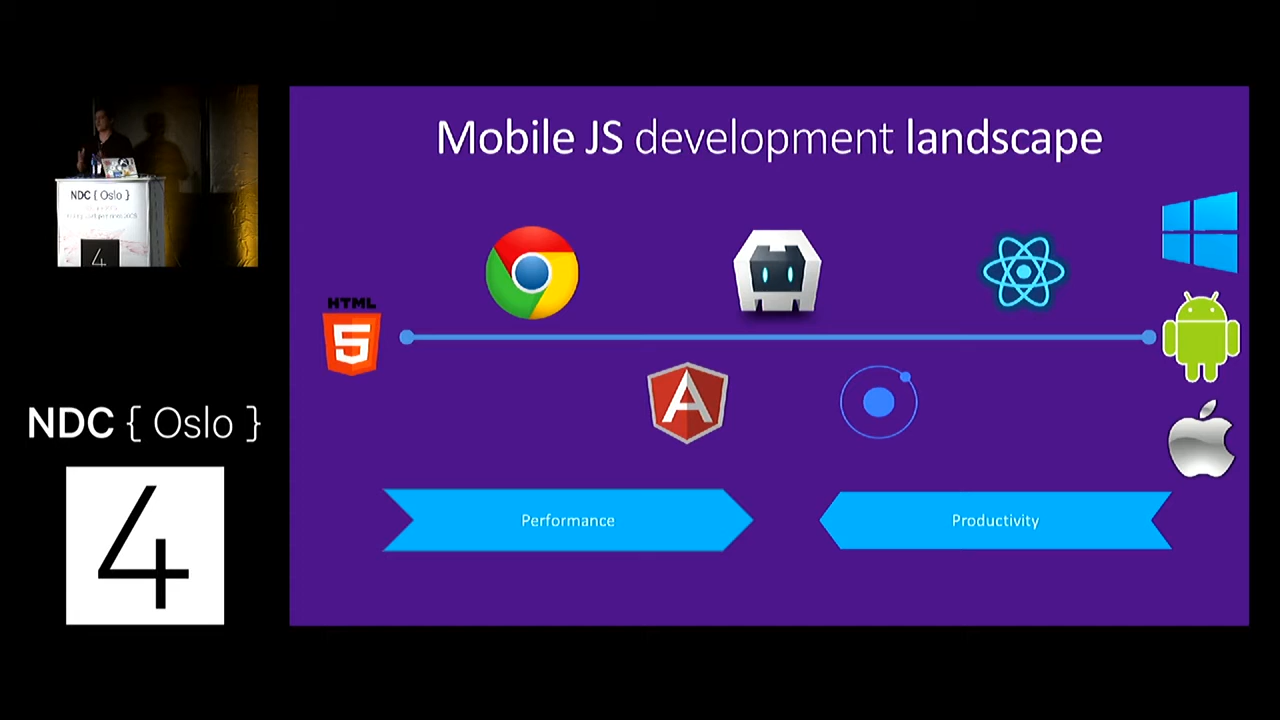 Mobile JS development landscape
HTML
5
Performance
Productivity
NDC { Oslo }
4
NDC { Oslo }
4